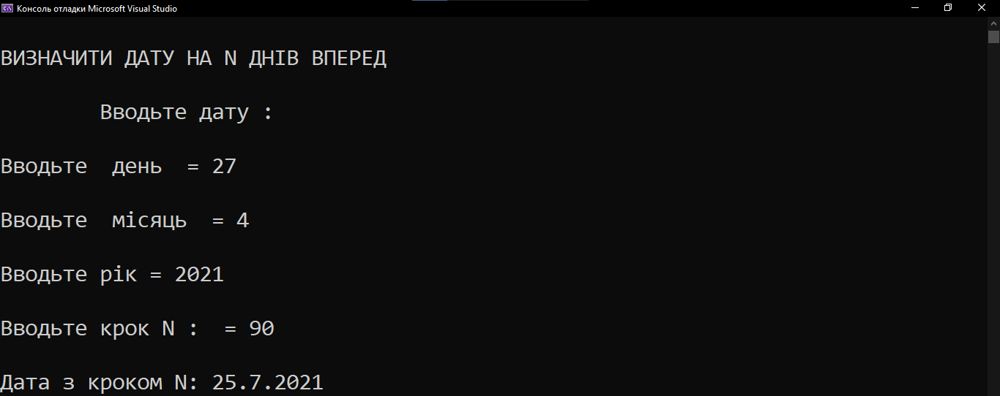 Консоль отладки Microsoft Visual Studio
ВИЗНАЧИТИ ДАТУ НА N ДНІВ ВПЕРЕД
Вводьте дату :
Вводьте  день  = 27
Вводьте  місяць  = 4
Вводьте рік = 2021
Вводьте крок N :  = 90
Дата з кроком N: 25.7.2021